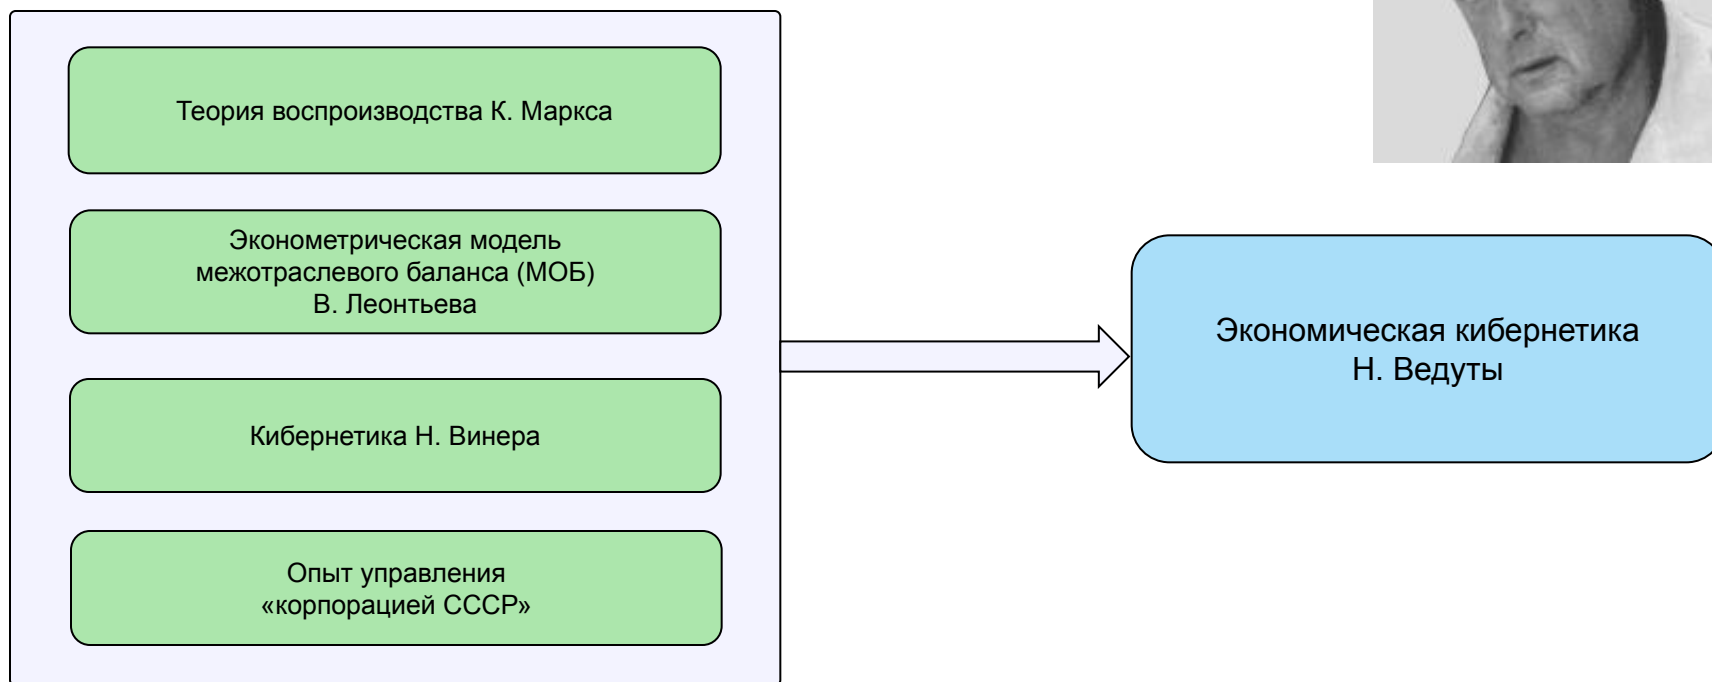 Теория воспроизводства К. Маркса
Эконометрическая модель
межотраслевого баланса (МОБ)
В. Леонтьева
Кибернетика Н. Винера
Опыт управления
«корпорацией СССР»
Экономическая кибернетика
Н. Ведуты